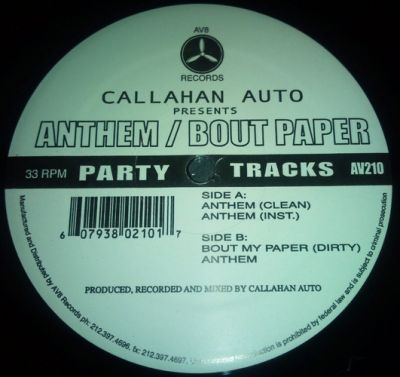 AV8
RECORDS
CALLAHAN AUTO
PRESENTS
ANTHEM / BOUT PAPER
33 RPM PARTY TRACKS AV210
SIDE A:
ANTHEM (CLEAN)
ANTHEM (INST.)
SIDE B:
BOUT MY PAPER (DIRTY)
ANTHEM
6 07938 02101 7
PRODUCED, RECORDED AND MIXED BY CALLAHAN AUTO
Manufactured and Distributed by AV8 Records ph: 212.397.4696, fx: 212.397.4697. is prohibited by federal law and is subject to criminal prosecution